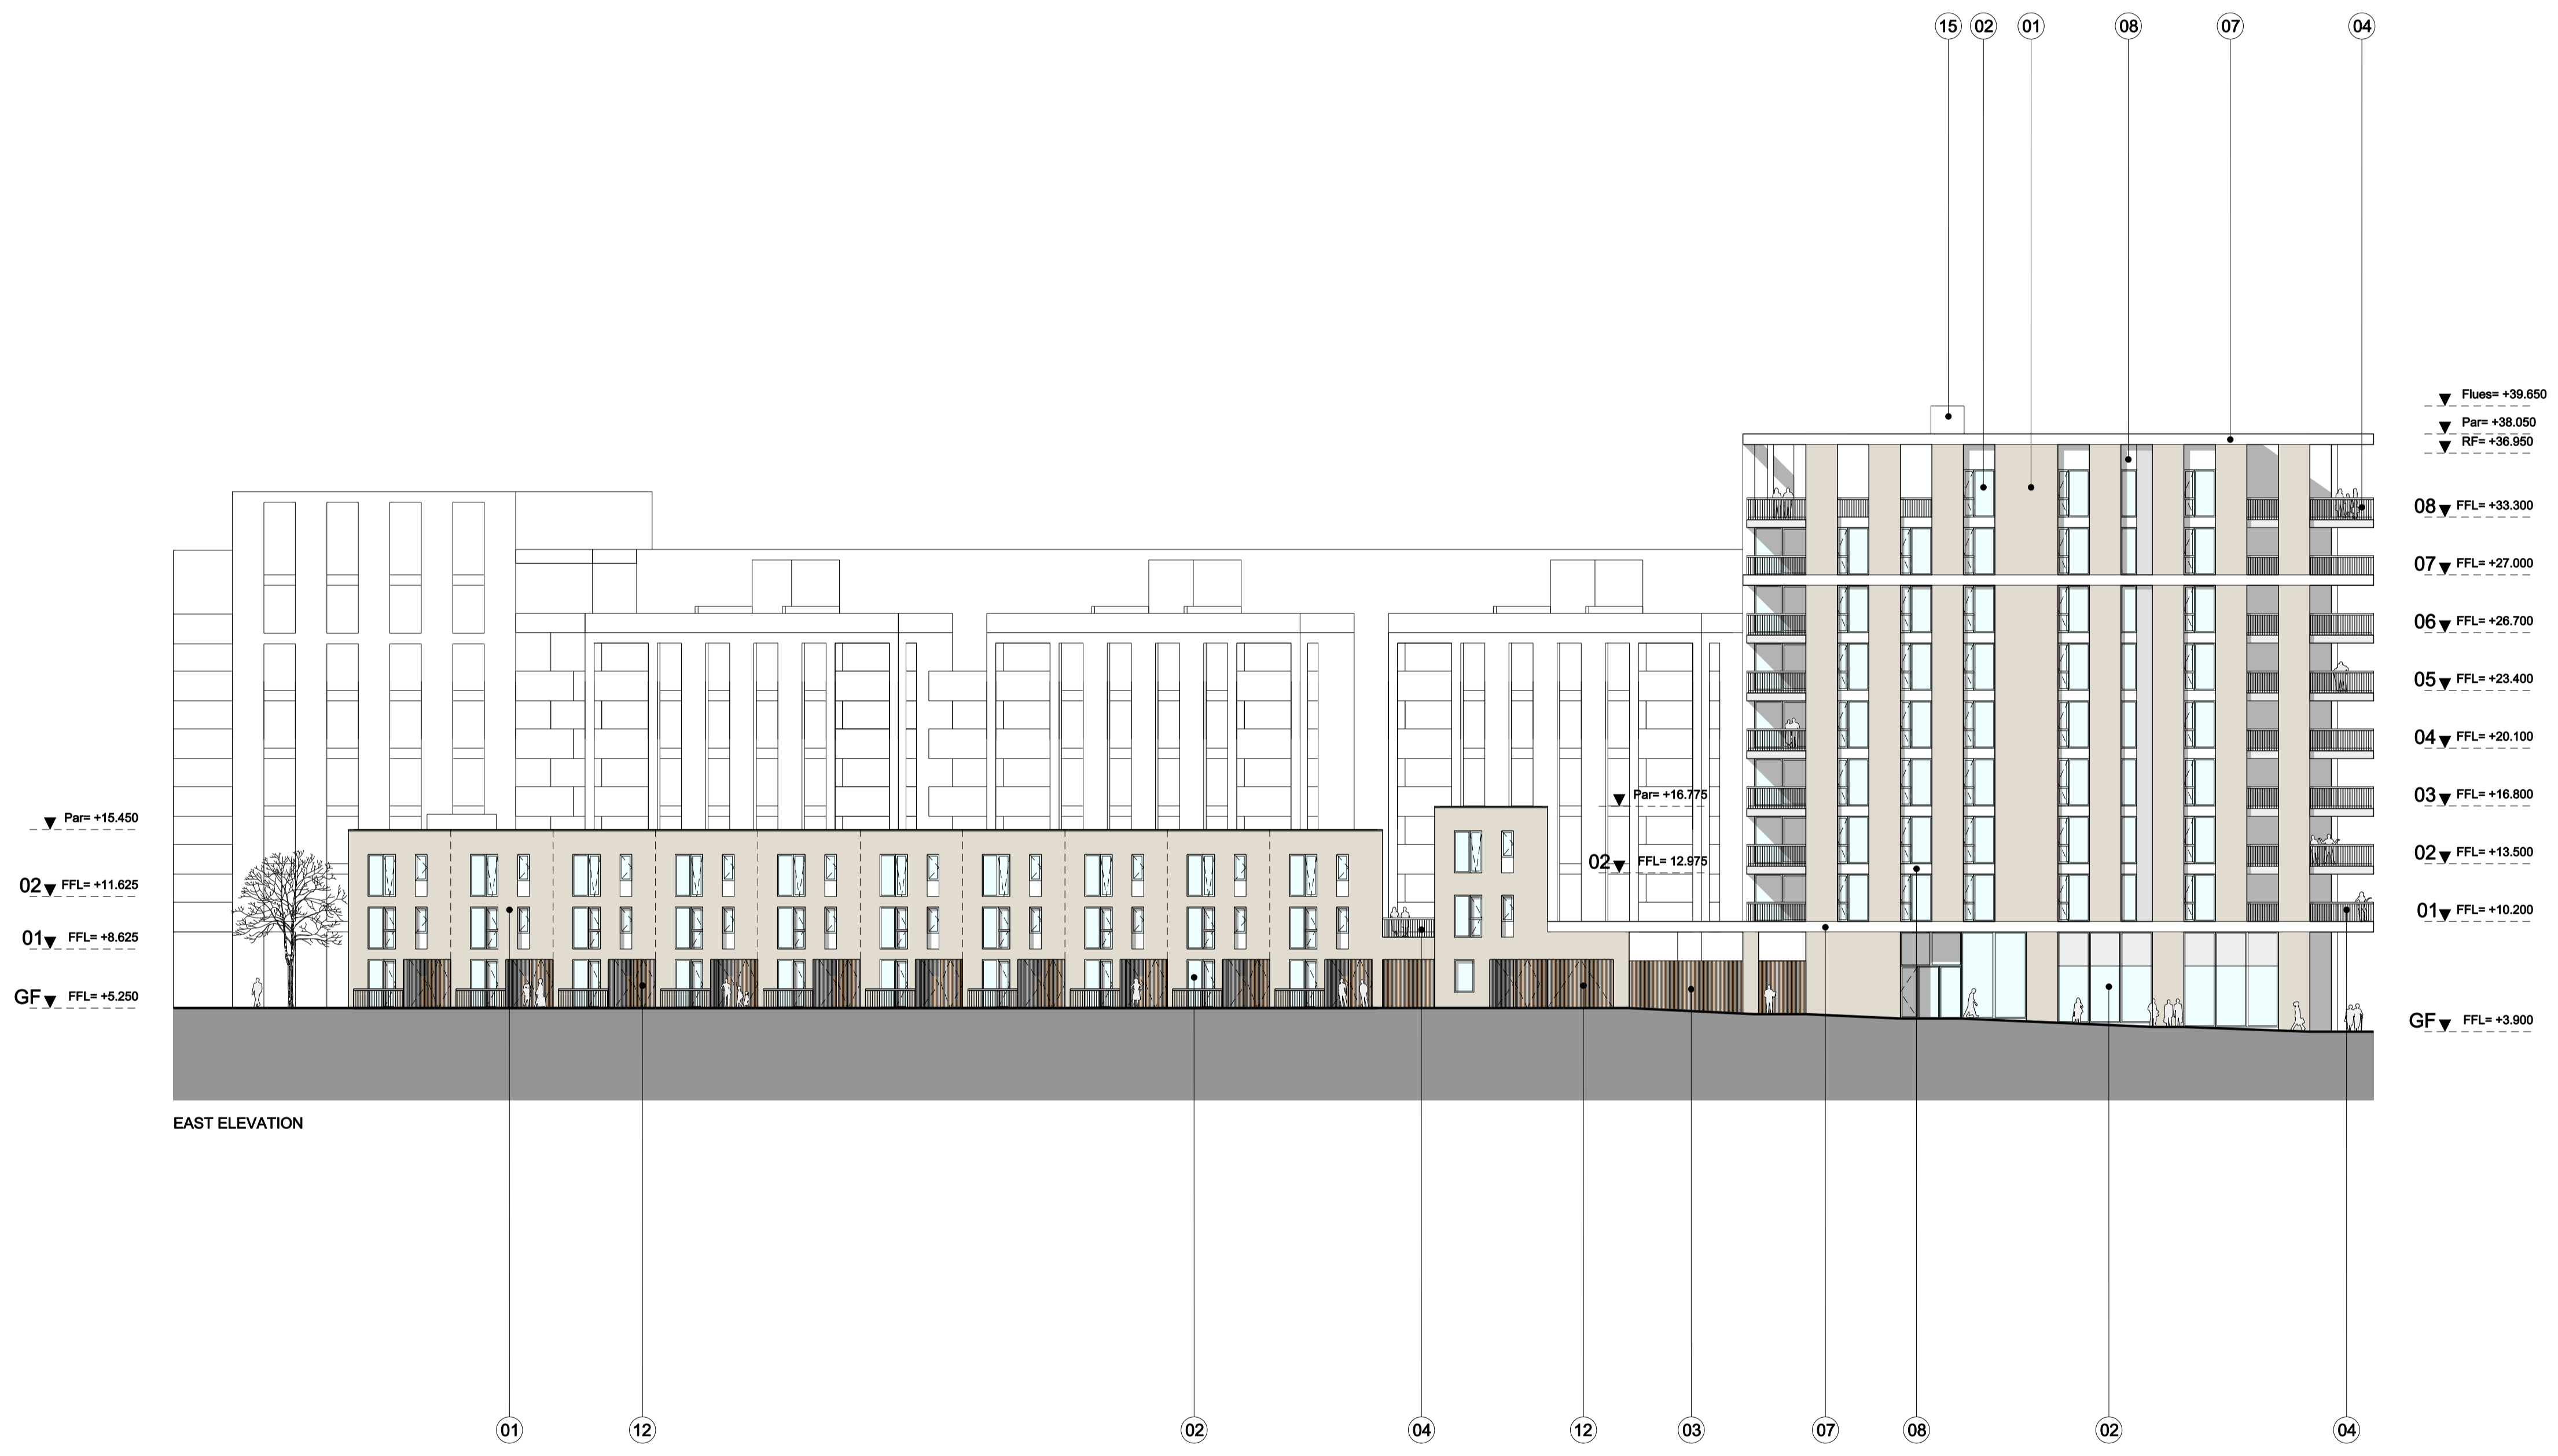 15 02 01 08 07 04
Flues= +39.650
Par= +38.050
RF= +36.950
08 FFL= +33.300
07 FFL= +27.000
06 FFL= +26.700
05 FFL= +23.400
04 FFL= +20.100
Par= +16.775
03 FFL= +16.800
Par= +15.450
02 FFL= 12.975
02 FFL= +13.500
02 FFL= +11.625
01 FFL= +10.200
01 FFL= +8.625
GF FFL= +5.250
GF FFL= +3.900
EAST ELEVATION
01 12 02 04 12 03 07 08 02 04